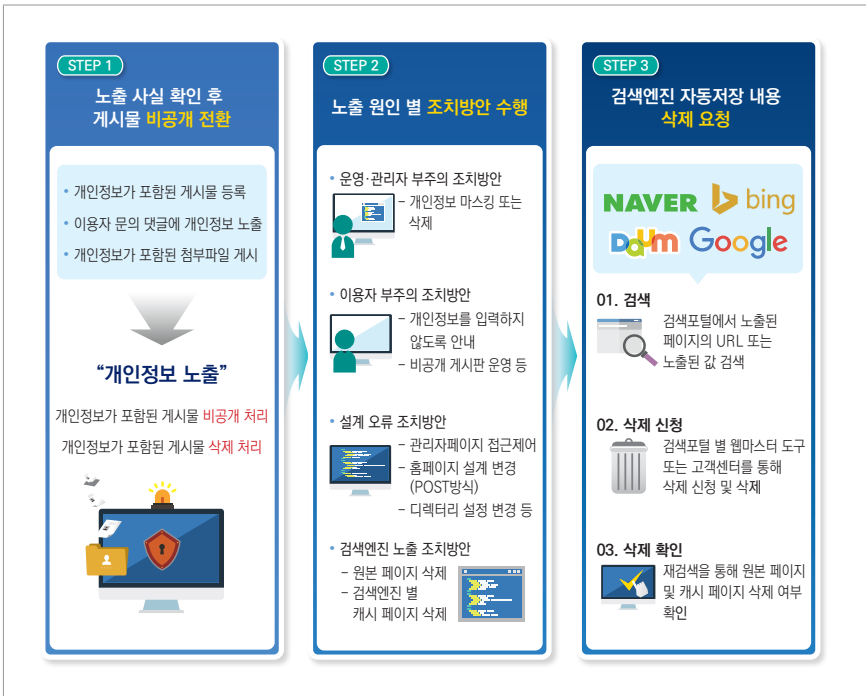 STEP 1
노출 사실 확인 후
게시물 비공개 전환
• 개인정보가 포함된 게시물 등록
• 이용자 문의 댓글에 개인정보 노출
• 개인정보가 포함된 첨부파일 게시
“개인정보 노출”
개인정보가 포함된 게시물 비공개 처리
개인정보가 포함된 게시물 삭제 처리
STEP 2
노출 원인 별 조치방안 수행
• 운영·관리자 부주의 조치방안
– 개인정보 마스킹 또는
삭제
• 이용자 부주의 조치방안
– 개인정보를 입력하지
않도록 안내
– 비공개 게시판 운영 등
• 설계 오류 조치방안
– 관리자페이지 접근제어
– 홈페이지 설계 변경
(POST방식)
– 디렉터리 설정 변경 등
• 검색엔진 노출 조치방안
– 원본 페이지 삭제
– 검색엔진 별
캐시 페이지 삭제
STEP 3
검색엔진 자동저장 내용
삭제 요청
NAVER bing
Daum Google
01. 검색
검색포털에서 노출된
페이지의 URL 또는
노출된 값 검색
02. 삭제 신청
검색포털 별 웹마스터 도구
또는 고객센터를 통해
삭제 신청 및 삭제
03. 삭제 확인
재검색을 통해 원본 페이지
및 캐시 페이지 삭제 여부
확인